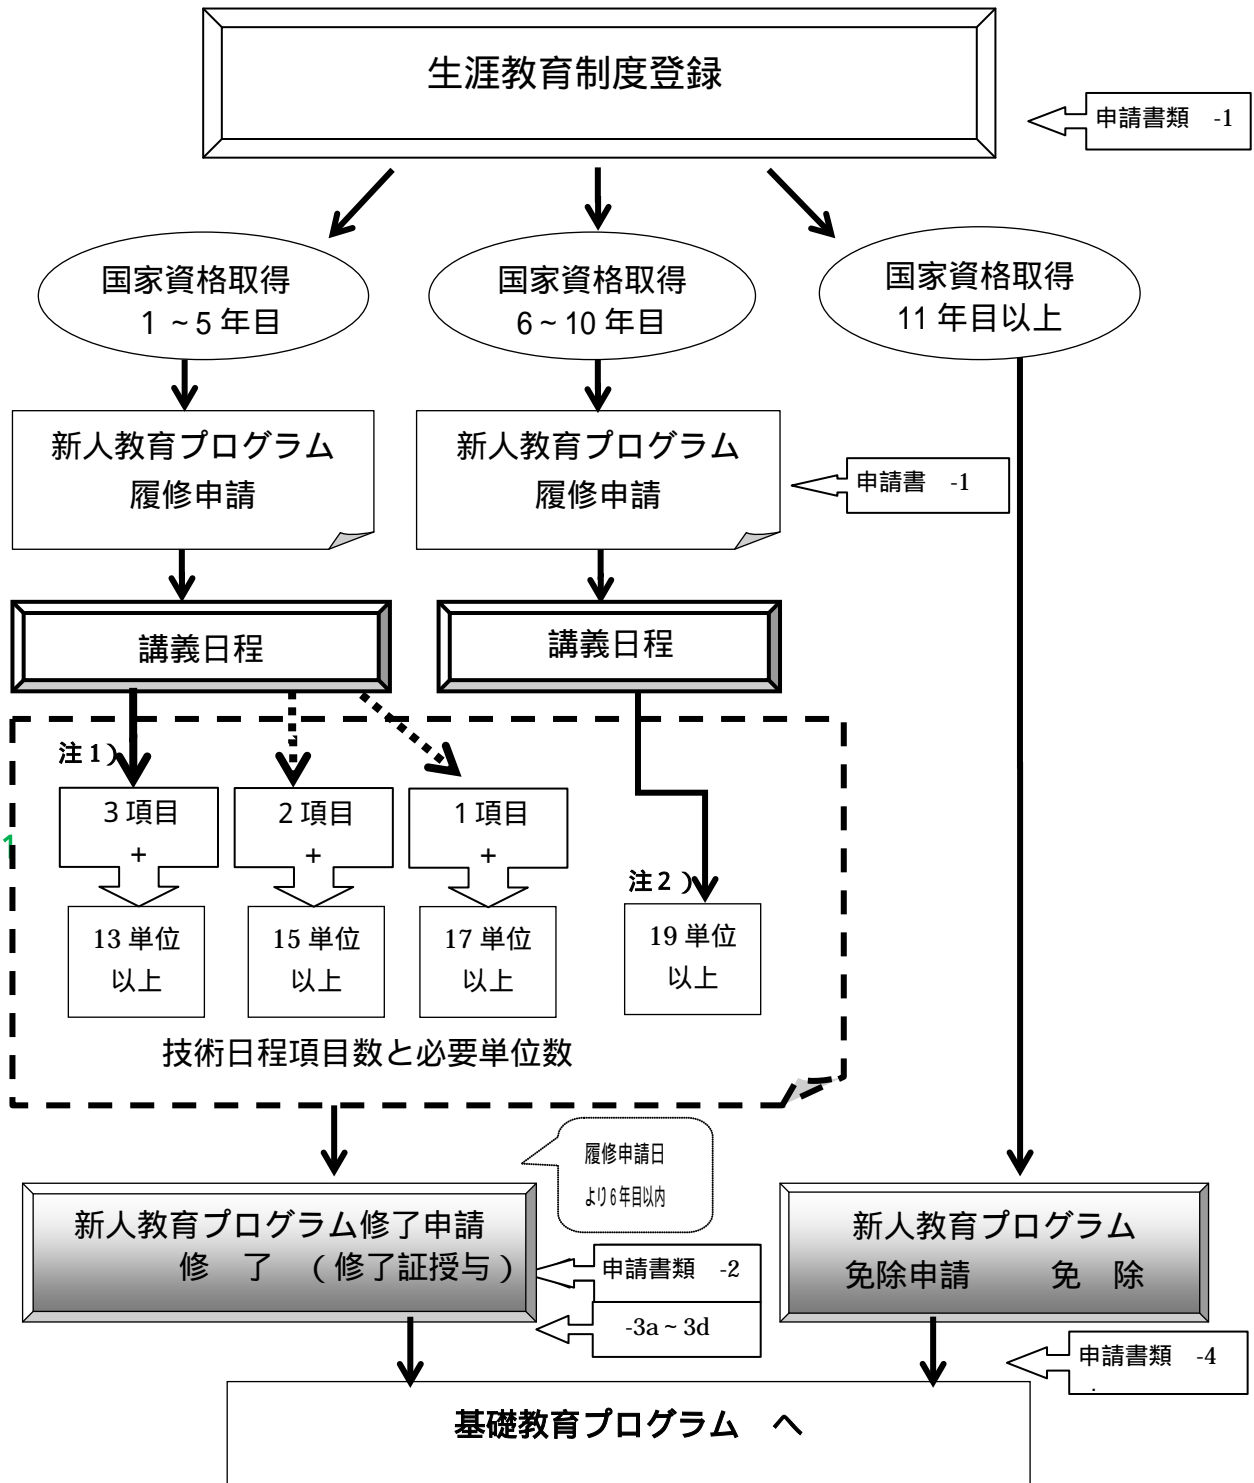 生涯教育制度登録
申請書類　-1
国家資格取得
1 ~ 5 年目
国家資格取得
6 ~ 10 年目
国家資格取得
11 年目以上
新人教育プログラム
履修申請
新人教育プログラム
履修申請
申請書　-1
講義日程
講義日程
注1)
3 項目
+
2 項目
+
1 項目
+
1
注2)
13 単位
以上
15 単位
以上
17 単位
以上
19 単位
以上
技術日程項目数と必要単位数
履修申請日
より6年目以内
新人教育プログラム修了申請
修　了　(修了証授与)
申請書類　-2
-3a ~ 3d
新人教育プログラム
免除申請　　免　除
申請書類　-4
.
基礎教育プログラム　へ